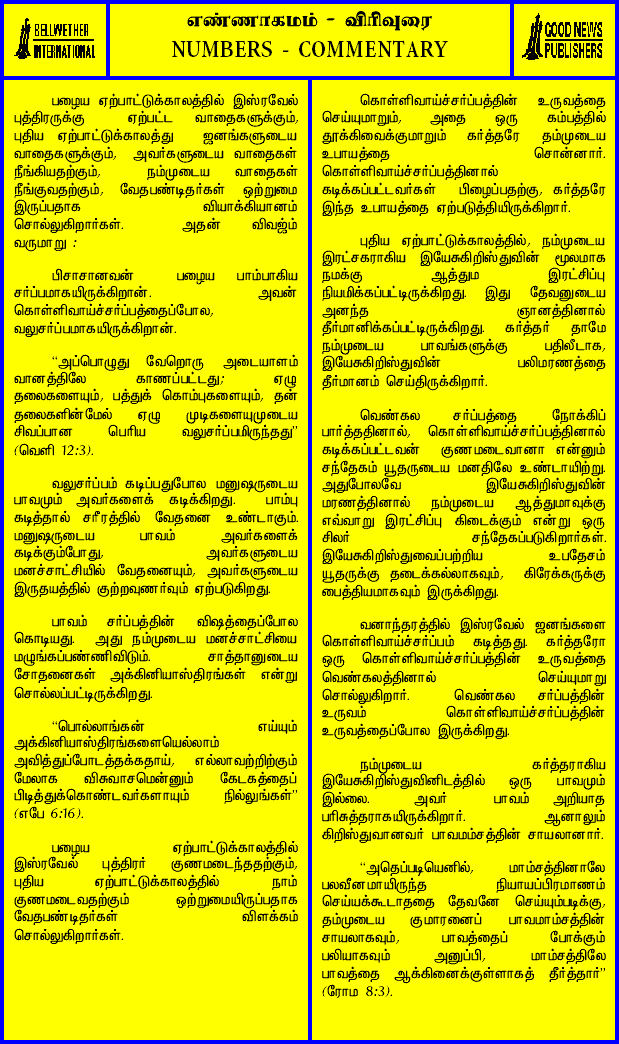 BELLWETHER
INTERNATIONAL
எண்ணாகமம் - விரிவுரை
NUMBERS - COMMENTARY
GOOD NEWS
PUBLISHERS
பழைய ஏற்பாட்டுக்காலத்தில் இஸ்ரவேல்
புத்திரருக்கு ஏற்பட்ட வாதைகளுக்கும்,
புதிய ஏற்பாட்டுக்காலத்து ஜனங்களுடைய
வாதைகளுக்கும், அவர்களுடைய வாதைகள்
நீங்கியதற்கும், நம்முடைய வாதைகள்
நீங்குவதற்கும், வேதபண்டிதர்கள் ஒற்றுமை
இருப்பதாக வியாக்கியானம்
சொல்லுகிறார்கள். அதன் விவரம்
வருமாறு :
பிசாசானவன் பழைய பாம்பாகிய
சர்ப்பமாகயிருக்கிறான். அவன்
கொள்ளிவாய்ச்சர்ப்பத்தைப்போல,
வலுசர்ப்பமாகயிருக்கிறான்.
“அப்பொழுது வேறொரு அடையாளம்
வானத்திலே காணப்பட்டது; ஏழு
தலைகளையும், பத்துக் கொம்புகளையும், தன்
தலைகளின்மேல் ஏழு முடிகளையுமுடைய
சிவப்பான பெரிய வலுசர்ப்பமிருந்தது”
(வெளி 12:3).
வலுசர்ப்பம் கடிப்பதுபோல மனுஷருடைய
பாவமும் அவர்களைக் கடிக்கிறது. பாம்பு
கடித்தால் சரீரத்தில் வேதனை உண்டாகும்.
மனுஷருடைய பாவம் அவர்களைக்
கடிக்கும்போது, அவர்களுடைய
மனச்சாட்சியில் வேதனையும், அவர்களுடைய
இருதயத்தில் குற்றவுணர்வும் ஏற்படுகிறது.
பாவம் சர்ப்பத்தின் விஷத்தைப்போல
கொடியது. அது நம்முடைய மனச்சாட்சியை
மழுங்கப்பண்ணிவிடும். சாத்தானுடைய
சோதனைகள் அக்கினியாஸ்திரங்கள் என்று
சொல்லப்பட்டிருக்கிறது.
“பொல்லாங்கன் எய்யும்
அக்கினியாஸ்திரங்களையெல்லாம்
அவித்துப்போடத்தக்கதாய், எல்லாவற்றிற்கும்
மேலாக விசுவாசமென்னும் கேடகத்தைப்
பிடித்துக்கொண்டவர்களாயும் நில்லுங்கள்”
(எபே 6:16).
பழைய ஏற்பாட்டுக்காலத்தில்
இஸ்ரவேல் புத்திரர் குணமடைந்ததற்கும்,
புதிய ஏற்பாட்டுக்காலத்தில் நாம்
குணமடைவதற்கும் ஒற்றுமையிருப்பதாக
வேதபண்டிதர்கள் விளக்கம்
சொல்லுகிறார்கள்.
கொள்ளிவாய்ச்சர்ப்பத்தின் உருவத்தை
செய்யுமாறும், அதை ஒரு கம்பத்தில்
தூக்கிவைக்குமாறும் கர்த்தரே தம்முடைய
உபாயத்தை சொன்னார்.
கொள்ளிவாய்ச்சர்ப்பத்தினால்
கடிக்கப்பட்டவர்கள் பிழைப்பதற்கு, கர்த்தரே
இந்த உபாயத்தை ஏற்படுத்தியிருக்கிறார்.
புதிய ஏற்பாட்டுக்காலத்தில், நம்முடைய
இரட்சகராகிய இயேசுகிறிஸ்துவின் மூலமாக
நமக்கு ஆத்தும இரட்சிப்பு
நியமிக்கப்பட்டிருக்கிறது. இது தேவனுடைய
அனந்த ஞானத்தினால்
தீர்மானிக்கப்பட்டிருக்கிறது. கர்த்தர் தாமே
நம்முடைய பாவங்களுக்கு பதிலீடாக,
இயேசுகிறிஸ்துவின் பலிமரணத்தை
தீர்மானம் செய்திருக்கிறார்.
வெண்கல சர்ப்பத்தை நோக்கிப்
பார்த்ததினால், கொள்ளிவாய்ச்சர்ப்பத்தினால்
கடிக்கப்பட்டவன் குணமடைவானா என்னும்
சந்தேகம் யூதருடைய மனதிலே உண்டாயிற்று.
அதுபோலவே இயேசுகிறிஸ்துவின்
மரணத்தினால் நம்முடைய ஆத்துமாவுக்கு
எவ்வாறு இரட்சிப்பு கிடைக்கும் என்று ஒரு
சிலர் சந்தேகப்படுகிறார்கள்.
இயேசுகிறிஸ்துவைப்பற்றிய உபதேசம்
யூதருக்கு தடைக்கல்லாகவும், கிரேக்கருக்கு
பைத்தியமாகவும் இருக்கிறது.
வனாந்தரத்தில் இஸ்ரவேல் ஜனங்களை
கொள்ளிவாய்ச்சர்ப்பம் கடித்தது. கர்த்தரோ
ஒரு கொள்ளிவாய்ச்சர்ப்பத்தின் உருவத்தை
வெண்கலத்தினால் செய்யுமாறு
சொல்லுகிறார். வெண்கல சர்ப்பத்தின்
உருவம் கொள்ளிவாய்ச்சர்ப்பத்தின்
உருவத்தைப்போல இருக்கிறது.
நம்முடைய கர்த்தராகிய
இயேசுகிறிஸ்துவினிடத்தில் ஒரு பாவமும்
இல்லை. அவர் பாவம் அறியாத
பரிசுத்தராகயிருக்கிறார். ஆனாலும்
கிறிஸ்துவானவர் பாவமாம்சத்தின் சாயலானார்.
“அதெப்படியெனில், மாம்சத்தினாலே
பலவீனமாயிருந்த நியாயப்பிரமாணம்
செய்யக்கூடாததை தேவனே செய்யும்படிக்கு,
தம்முடைய குமாரனைப் பாவமாம்சத்தின்
சாயலாகவும், பாவத்தைப் போக்கும்
பலியாகவும் அனுப்பி, மாம்சத்திலே
பாவத்தை ஆக்கினைக்குள்ளாகத் தீர்த்தார்”
(ரோம 8:3).